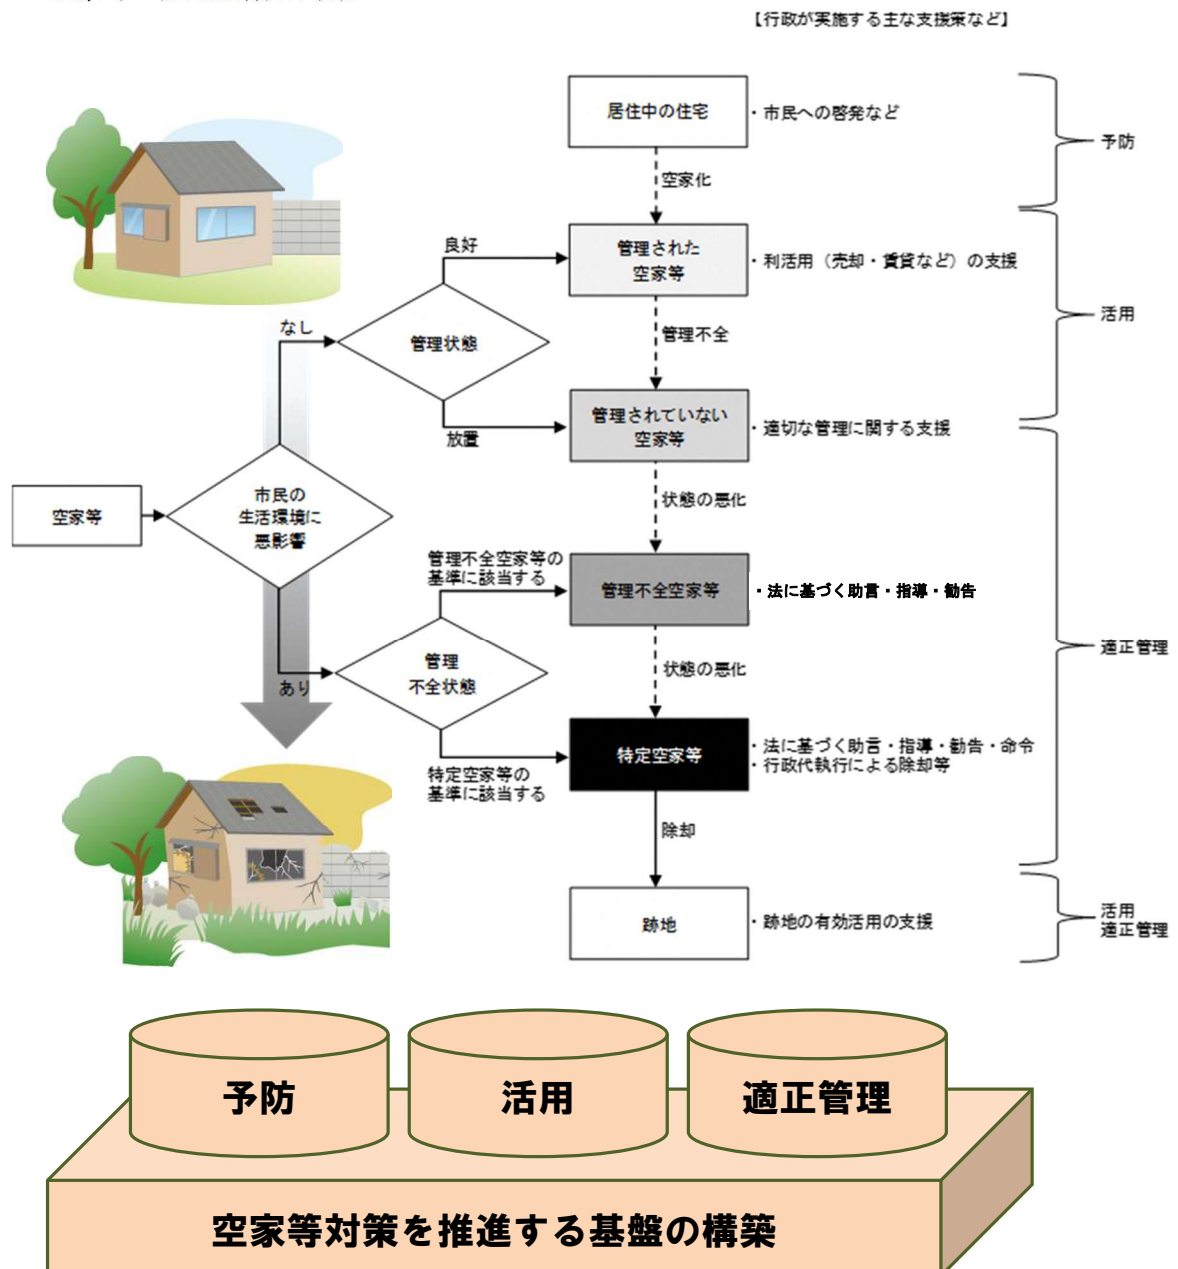 【行政が実施する主な支援策など】
居住中の住宅
・市民への啓発など
予防
空家化
良好
管理された
空家等
・利活用（売却・賃貸など）の支援
活用
なし
管理状態
管理不全
放置
管理されていない
空家等
・適切な管理に関する支援
状態の悪化
空家等
市民の
生活環境に
悪影響
管理不全空家等の
基準に該当する
管理不全空家等
・法に基づく助言・指導・勧告
適正管理
管理
不全状態
あり
状態の悪化
特定空家等
・法に基づく助言・指導・勧告・命令
・行政代執行による除却等
特定空家等の
基準に該当する
除却
跡地
・跡地の有効活用の支援
活用
適正管理
予防
活用
適正管理
空家等対策を推進する基盤の構築